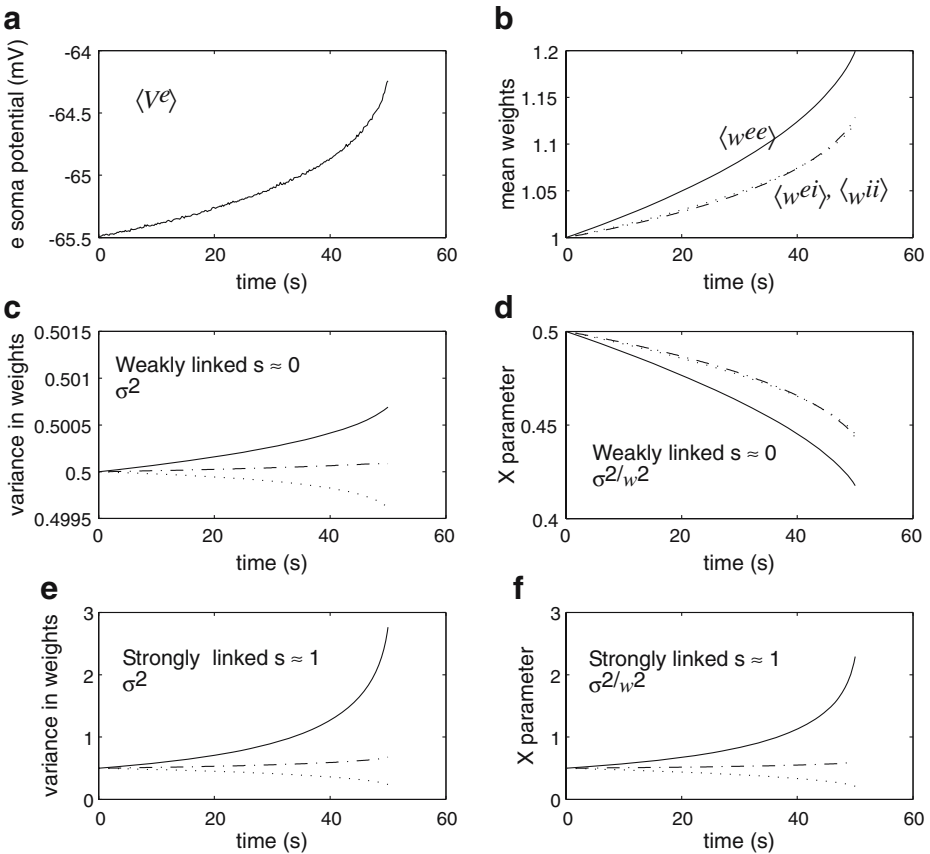 a
e soma potential (mV)
-64
-64.5
-65
-65.5
⟨Vᵉ⟩
0
20
40
60
time (s)
b
mean weights
1.2
1.15
1.1
1.05
1
⟨wᵉᵉ⟩
⟨wᵉⁱ⟩, ⟨wⁱⁱ⟩
0
20
40
60
time (s)
c
variance in weights
0.5015
0.501
0.5005
0.5
0.4995
Weakly linked s ≈ 0
σ²
0
20
40
60
time (s)
d
X parameter
0.5
0.45
0.4
Weakly linked s ≈ 0
σ²/w²
0
20
40
60
time (s)
e
variance in weights
3
2
1
0
Strongly linked s ≈ 1
σ²
0
20
40
60
time (s)
f
X parameter
3
2
1
0
Strongly linked s ≈ 1
σ²/w²
0
20
40
60
time (s)